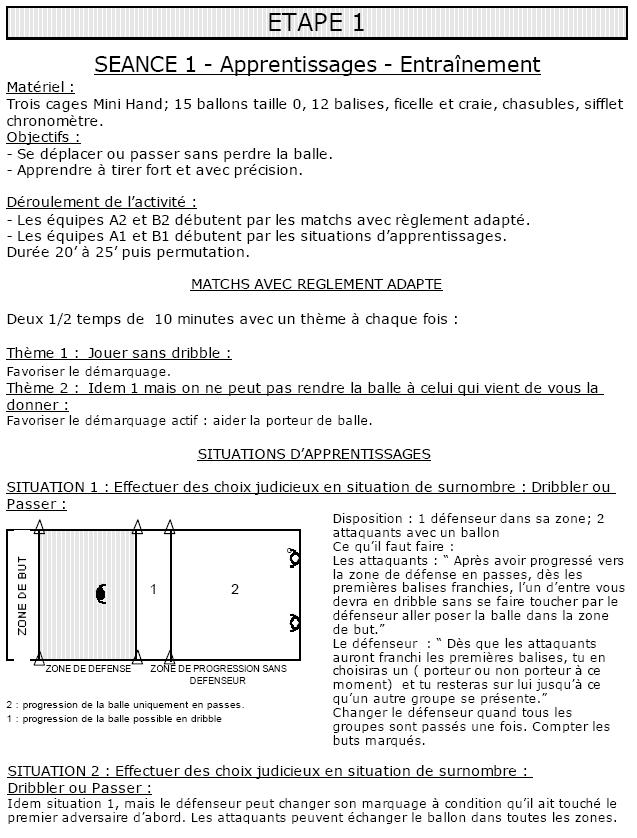 ETAPE 1
SEANCE 1 - Apprentissages - Entraînement
Matériel :
Trois cages Mini Hand; 15 ballons taille 0, 12 balises, ficelle et craie, chasubles, sifflet
chronomètre.
Objectifs :
- Se déplacer ou passer sans perdre la balle.
- Apprendre à tirer fort et avec précision.
Déroulement de l'activité :
- Les équipes A2 et B2 débutent par les matchs avec règlement adapté.
- Les équipes A1 et B1 débutent par les situations d'apprentissages.
Durée 20' à 25' puis permutation.
MATCHS AVEC REGLEMENT ADAPTE
Deux 1/2 temps de 10 minutes avec un thème à chaque fois :
Thème 1 : Jouer sans dribble :
Favoriser le démarquage.
Thème 2 : Idem 1 mais on ne peut pas rendre la balle à celui qui vient de vous la
donner :
Favoriser le démarquage actif : aider la porteur de balle.
SITUATIONS D'APPRENTISSAGES
SITUATION 1 : Effectuer des choix judicieux en situation de surnombre : Dribbler ou
Passer :
ZONE DE BUT
1
2
ZONE DE DEFENSE
ZONE DE PROGRESSION SANS
DEFENSEUR
2 : progression de la balle uniquement en passes.
1 : progression de la balle possible en dribble
Disposition : 1 défenseur dans sa zone; 2
attaquants avec un ballon
Ce qu'il faut faire :
Les attaquants : " Après avoir progressé vers
la zone de défense en passes, dès les
premières balises franchies, l'un d'entre vous
devra en dribble sans se faire toucher par le
défenseur aller poser la balle dans la zone
de but."
Le défenseur : " Dès que les attaquants
auront franchi les premières balises, tu en
choisiras un ( porteur ou non porteur à ce
moment) et tu resteras sur lui jusqu'à ce
qu'un autre groupe se présente."
Changer le défenseur quand tous les
groupes sont passés une fois. Compter les
buts marqués.
SITUATION 2 : Effectuer des choix judicieux en situation de surnombre :
Dribbler ou Passer :
Idem situation 1, mais le défenseur peut changer son marquage à condition qu'il ait touché le
premier adversaire d'abord. Les attaquants peuvent échanger le ballon dans toutes les zones.